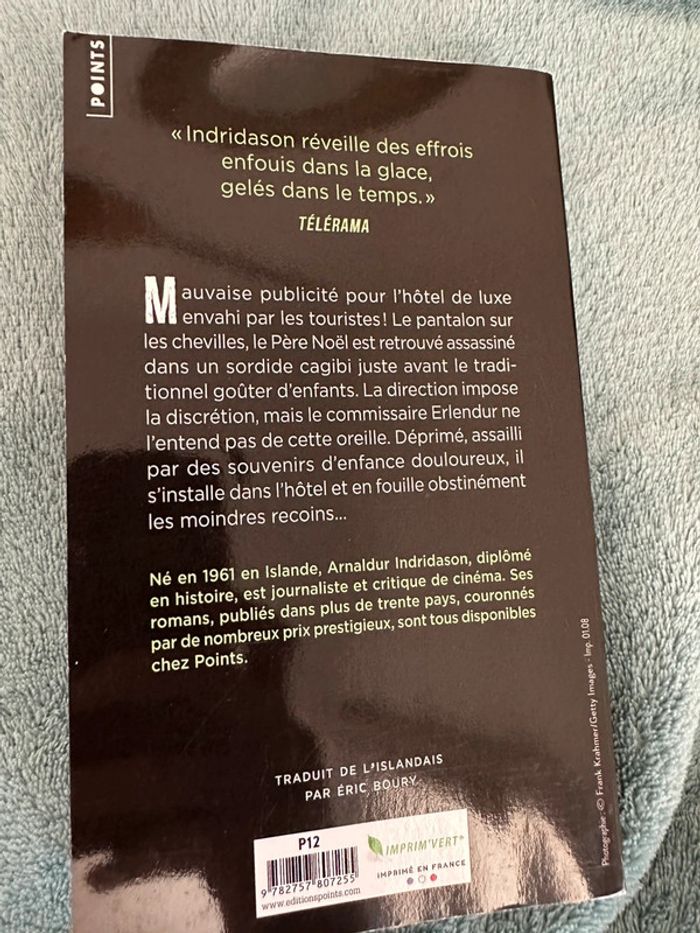 POINTS
« Indridason réveille des effrois
enfouis dans la glace,
gelés dans le temps. »
TÉLÉRAMA
Mauvaise publicité pour l'hôtel de luxe
envahi par les touristes ! Le pantalon sur
les chevilles, le Père Noël est retrouvé assassiné
dans un sordide cagibi juste avant le tradi-
tionnel goûter d'enfants. La direction impose
la discrétion, mais le commissaire Erlendur ne
l'entend pas de cette oreille. Déprimé, assailli
par des souvenirs d'enfance douloureux, il
s'installe dans l'hôtel et en fouille obstinément
les moindres recoins...
Né en 1961 en Islande, Arnaldur Indridason, diplômé
en histoire, est journaliste et critique de cinéma. Ses
romans, publiés dans plus de trente pays, couronnés
par de nombreux prix prestigieux, sont tous disponibles
chez Points.
TRADUIT DE L'ISLANDAIS
PAR ÉRIC BOURY
P12
9 782757 807255
www.editionspoints.com
IMPRIM'VERT®
IMPRIMÉ EN FRANCE
Photographie : © Frank Krahmer/Getty Images - Imp. 01.08